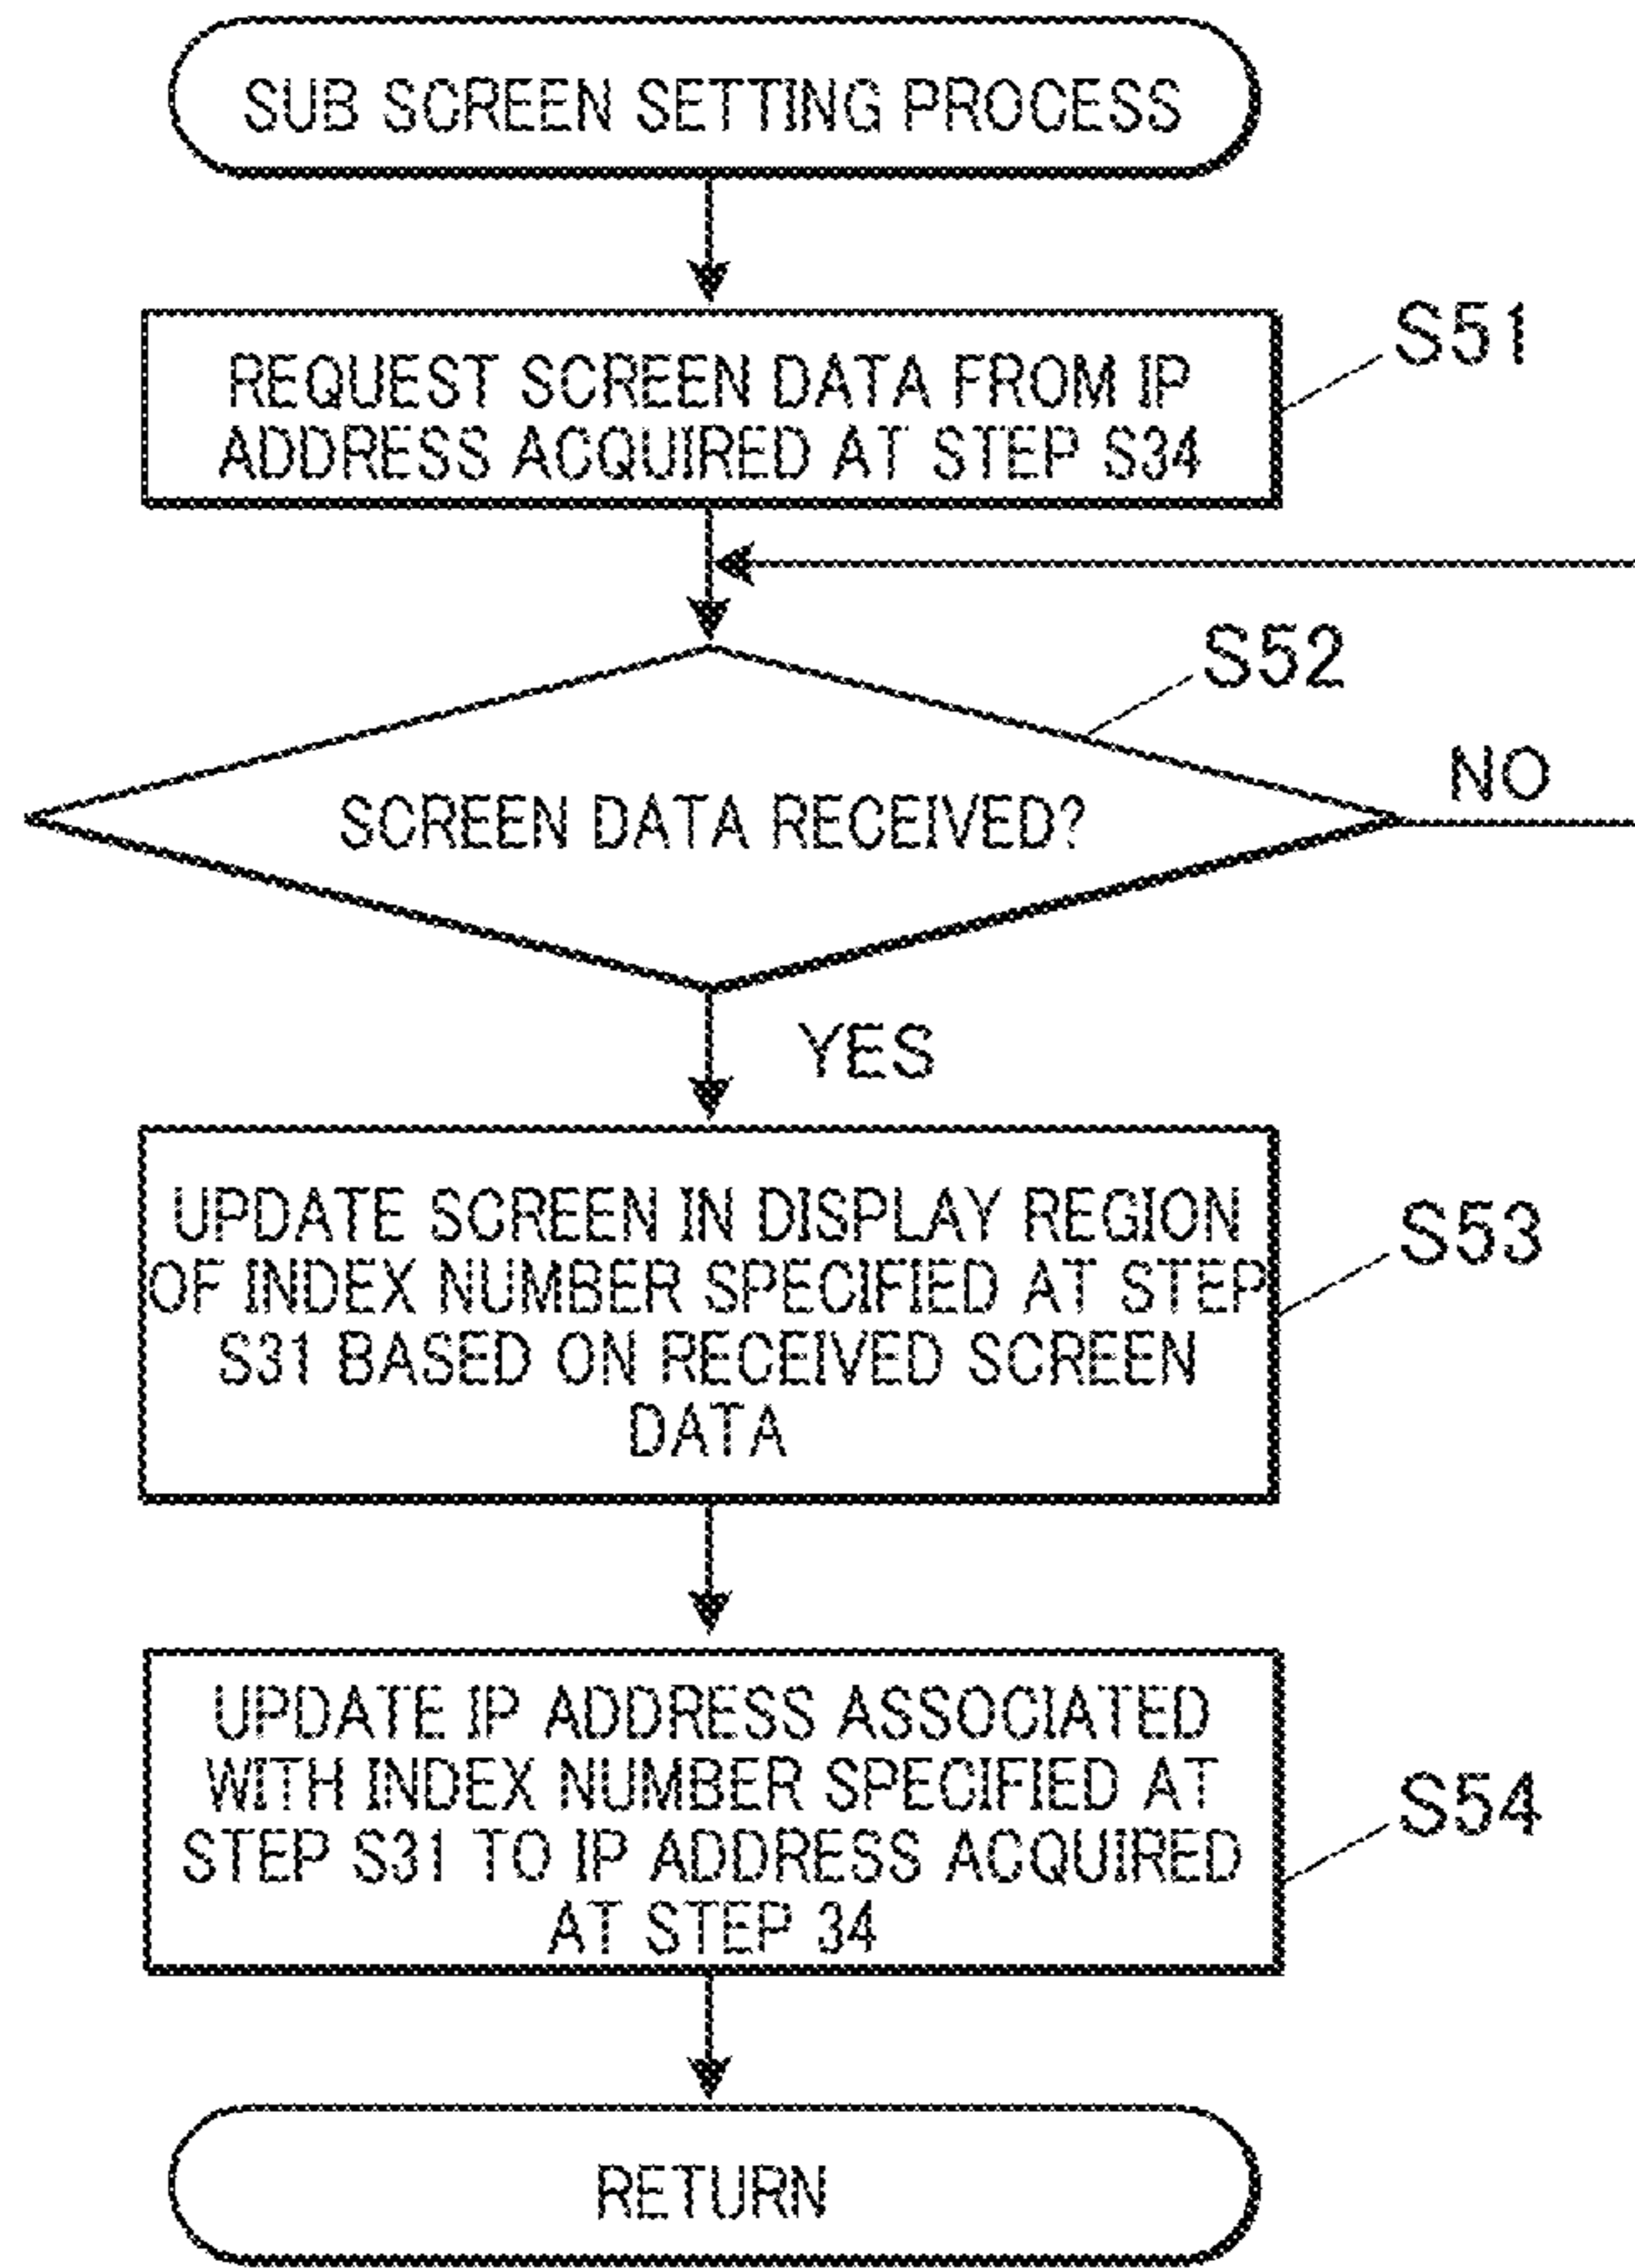 SUB SCREEN SETTING PROCESS
S51
REQUEST SCREEN DATA FROM IP
ADDRESS ACQUIRED AT STEP S34
S52
NO
SCREEN DATA RECEIVED?
YES
UPDATE SCREEN IN DISPLAY REGION
OF INDEX NUMBER SPECIFIED AT STEP
S31 BASED ON RECEIVED SCREEN
DATA
S53
UPDATE IP ADDRESS ASSOCIATED
WITH INDEX NUMBER SPECIFIED AT
STEP S31 TO IP ADDRESS ACQUIRED
AT STEP 34
S54
RETURN